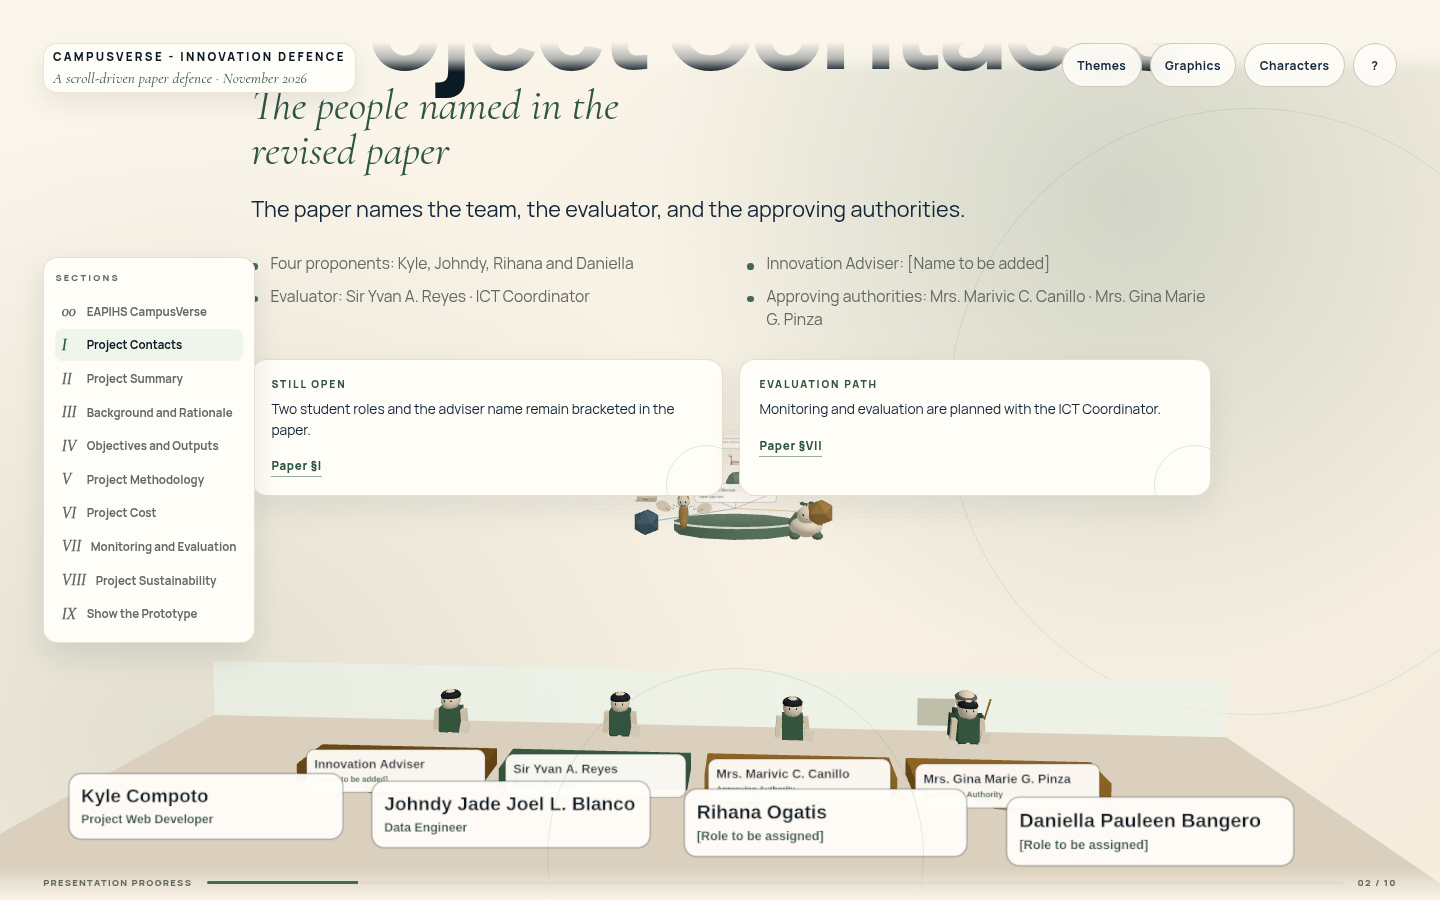 oject Contac
CAMPUSVERSE - INNOVATION DEFENCE
A scroll-driven paper defence · November 2026
Themes
Graphics
Characters
?
The people named in the
revised paper
The paper names the team, the evaluator, and the approving authorities.
Four proponents: Kyle, Johndy, Rihana and Daniella
Evaluator: Sir Yvan A. Reyes · ICT Coordinator
Innovation Adviser: [Name to be added]
Approving authorities: Mrs. Marivic C. Canillo · Mrs. Gina Marie
G. Pinza
SECTIONS
00 EAPIHS CampusVerse
I Project Contacts
II Project Summary
III Background and Rationale
IV Objectives and Outputs
V Project Methodology
VI Project Cost
VII Monitoring and Evaluation
VIII Project Sustainability
IX Show the Prototype
STILL OPEN
Two student roles and the adviser name remain bracketed in the
paper.
Paper §I
EVALUATION PATH
Monitoring and evaluation are planned with the ICT Coordinator.
Paper §VII
Innovation Adviser
to be added]
Sir Yvan A. Reyes
Mrs. Marivic C. Canillo
Approving Authority
Mrs. Gina Marie G. Pinza
Authority
Kyle Compoto
Project Web Developer
Johndy Jade Joel L. Blanco
Data Engineer
Rihana Ogatis
[Role to be assigned]
Daniella Pauleen Bangero
[Role to be assigned]
PRESENTATION PROGRESS
02 / 10